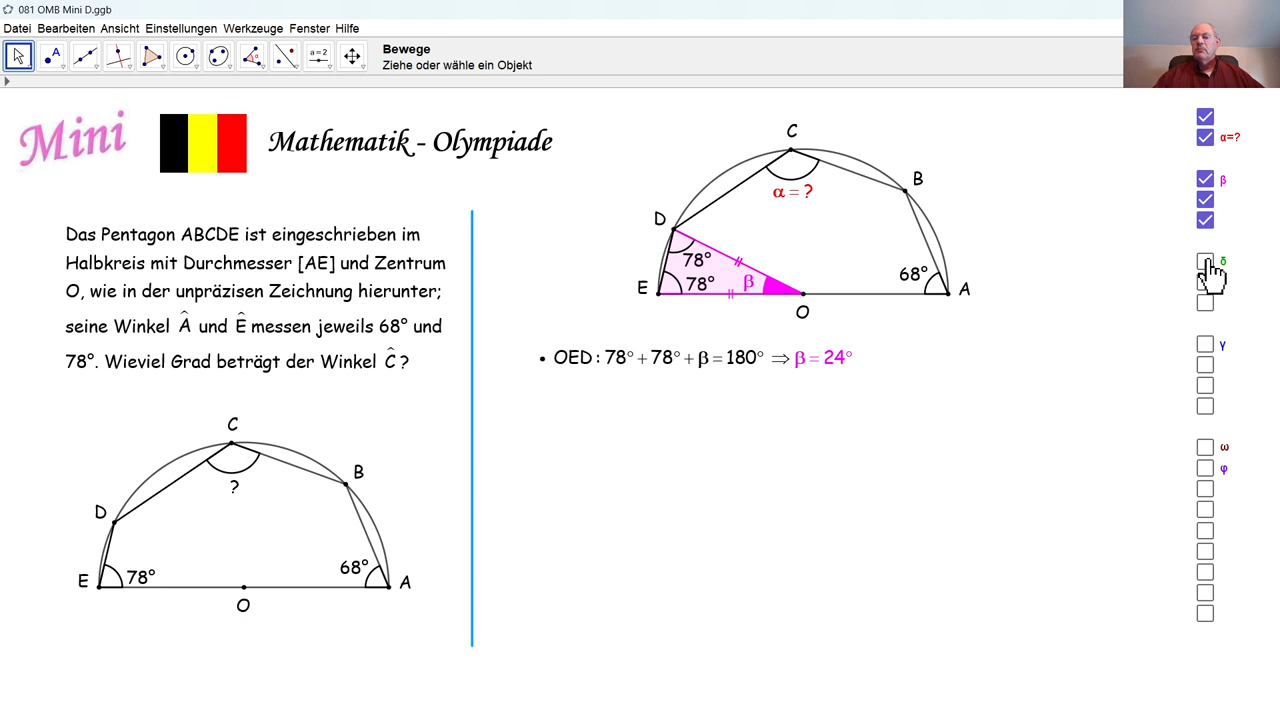 081 OMB Mini D.ggb
Datei Bearbeiten Ansicht Einstellungen Werkzeuge Fenster Hilfe
A
α
a=2
Bewege
Ziehe oder wähle ein Objekt
Mini
Mathematik - Olympiade
Das Pentagon ABCDE ist eingeschrieben im
Halbkreis mit Durchmesser [AE] und Zentrum
O, wie in der unpräzisen Zeichnung hierunter;
seine Winkel Â und Ê messen jeweils 68° und
78°. Wieviel Grad beträgt der Winkel Ĉ?
C
B
?
D
E
78°
68°
A
O
C
B
α = ?
D
78°
E
78°
β
68°
A
O
• OED : 78° + 78° + β = 180° ⇒ β = 24°
α=?
β
δ
γ
ω
φ